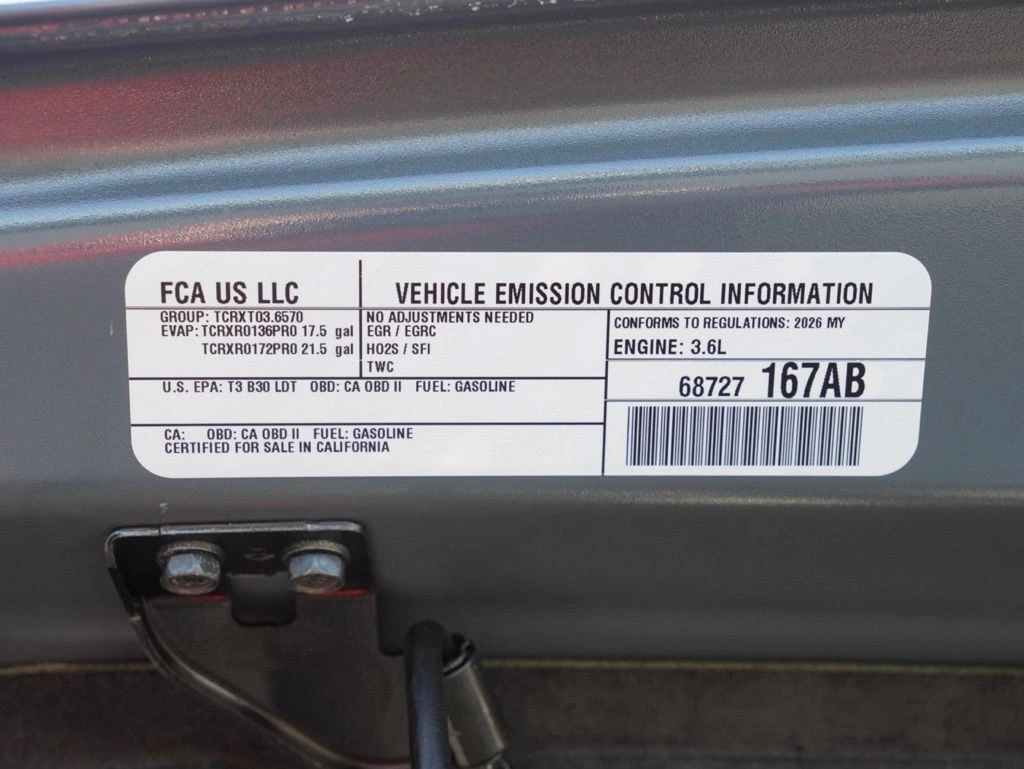 FCA US LLC
VEHICLE EMISSION CONTROL INFORMATION
GROUP: TCRXT03.6570
EVAP: TCRXR0136PR0 17.5 gal
TCRXR0172PR0 21.5 gal
NO ADJUSTMENTS NEEDED
EGR / EGRC
HO2S / SFI
TWC
CONFORMS TO REGULATIONS: 2026 MY
ENGINE: 3.6L
68727 167AB
U.S. EPA: T3 B30 LDT OBD: CA OBD II FUEL: GASOLINE
CA: OBD: CA OBD II FUEL: GASOLINE
CERTIFIED FOR SALE IN CALIFORNIA